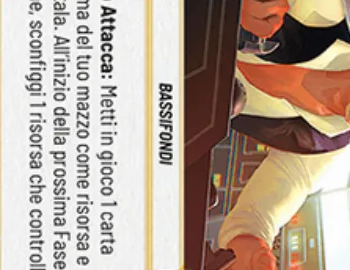 BASSIFONDI
Attacca: Metti in gioco 1 carta
ma del tuo mazzo come risorsa e
ala. All'inizio della prossima Fase
e, sconfiggi 1 risorsa che controll